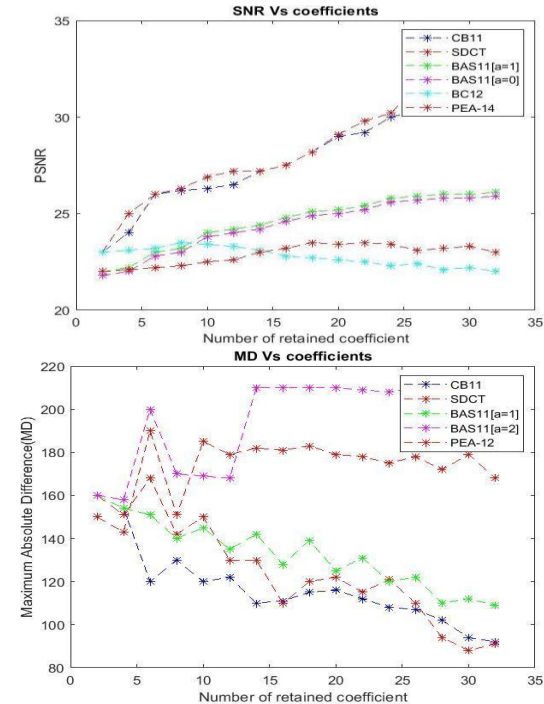 SNR Vs coefficients
35
30
25
20
PSNR
CB11
SDCT
BAS11[a=1]
BAS11[a=0]
BC12
PEA-14
0 5 10 15 20 25 30 35
Number of retained coefficient
MD Vs coefficients
220
200
180
160
140
120
100
80
Maximum Absolute Difference(MD)
CB11
SDCT
BAS11[a=1]
BAS11[a=2]
PEA-12
0 5 10 15 20 25 30 35
Number of retained coefficient